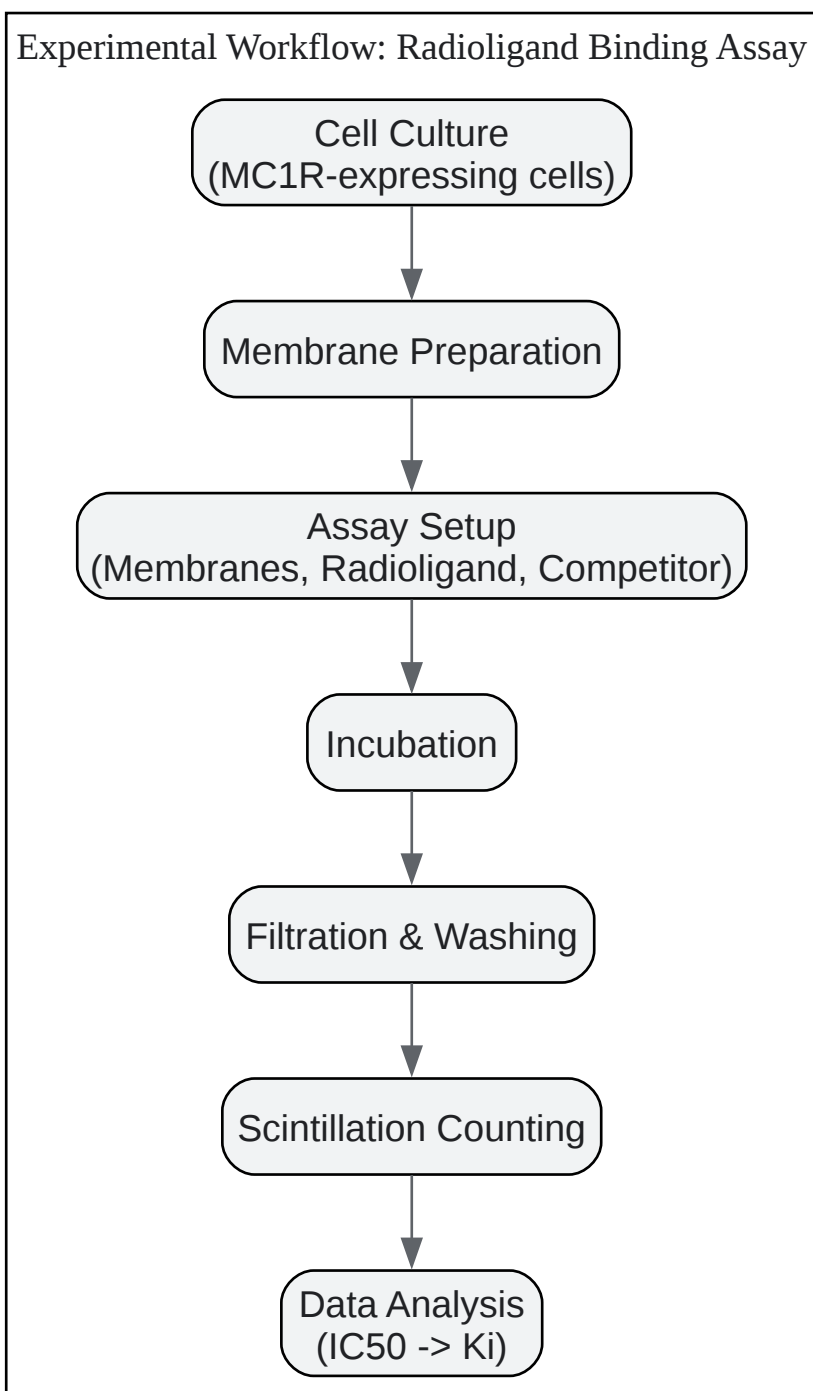 Experimental Workflow: Radioligand Binding Assay
Cell Culture
(MC1R-expressing cells)
Membrane Preparation
Assay Setup
(Membranes, Radioligand, Competitor)
Incubation
Filtration & Washing
Scintillation Counting
Data Analysis
(IC50 -> Ki)